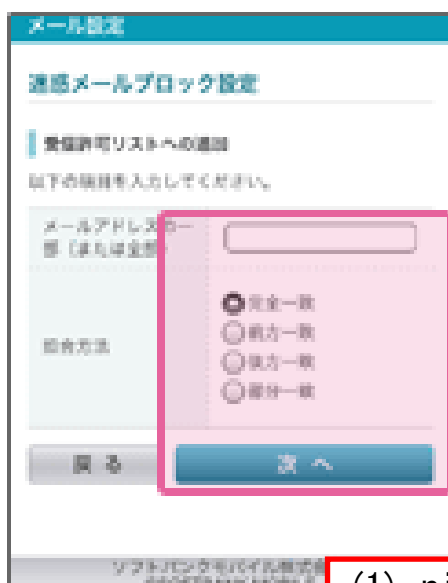 メール設定
迷惑メールブロック設定
受信許可リストへの追加
以下の項目を入力してください。
メールアドレスの一
部（または全部）
完全一致
前方一致
後方一致
部分一致
照合方法
戻る
次へ
ソフトバンクモバイル株式会
(1)